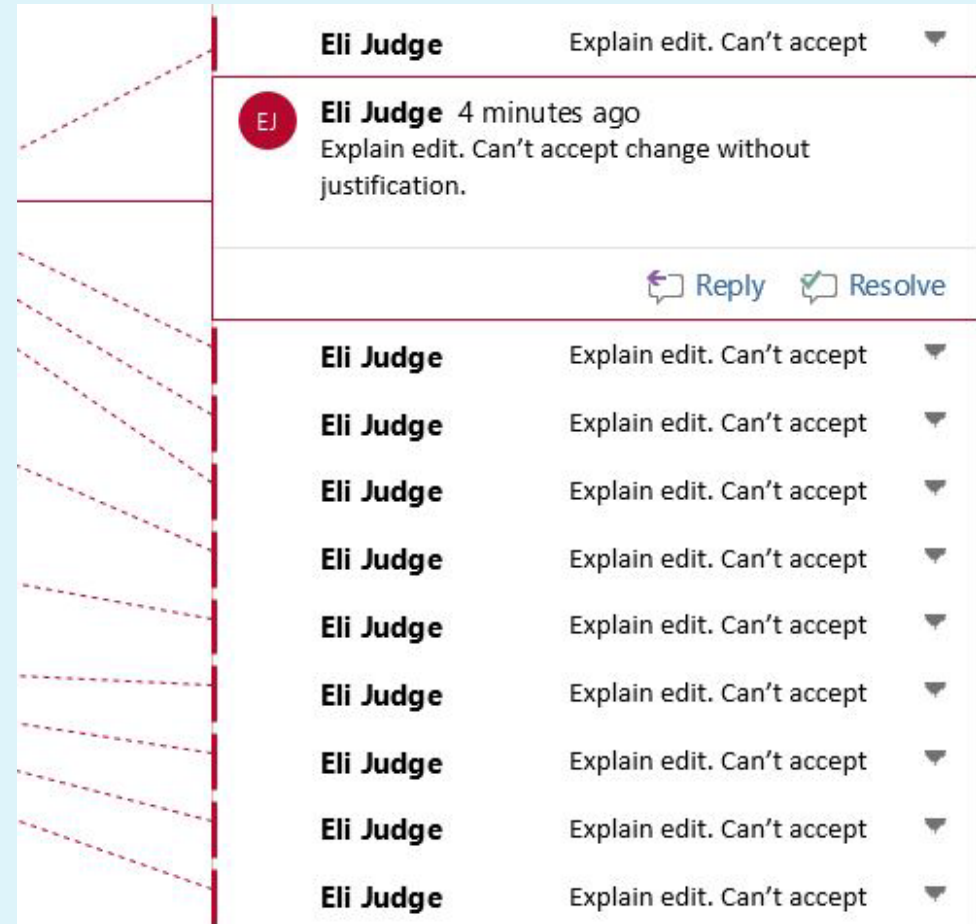 Eli Judge Explain edit. Can't accept
EJ
Eli Judge 4 minutes ago
Explain edit. Can't accept change without
justification.
Reply Resolve
Eli Judge Explain edit. Can't accept
Eli Judge Explain edit. Can't accept
Eli Judge Explain edit. Can't accept
Eli Judge Explain edit. Can't accept
Eli Judge Explain edit. Can't accept
Eli Judge Explain edit. Can't accept
Eli Judge Explain edit. Can't accept
Eli Judge Explain edit. Can't accept
Eli Judge Explain edit. Can't accept